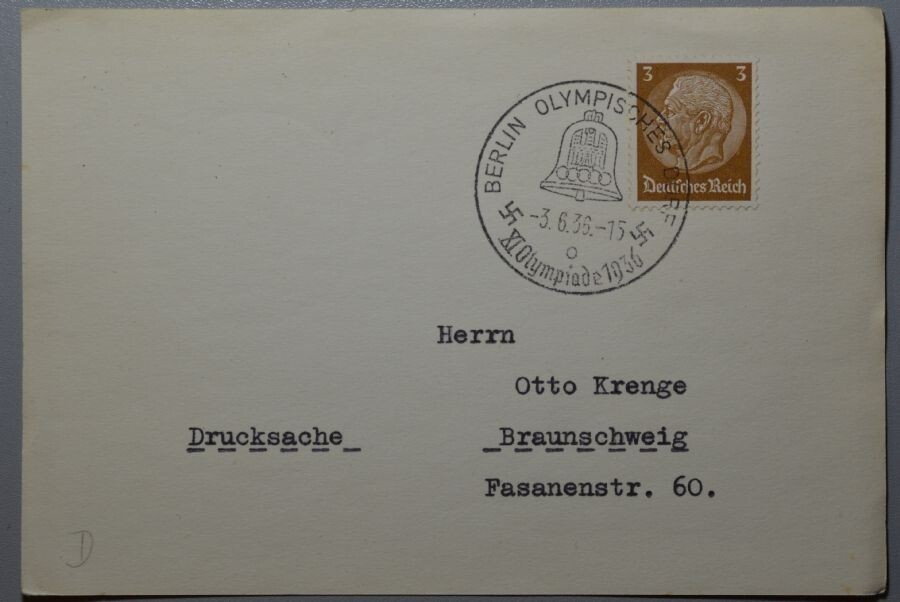 BERLIN OLYMPISCHES DORF
-3.6.36.-15
XI Olympiade 1936
3 3
Deutsches Reich
Herrn
Otto Krenge
Drucksache Braunschweig
Fasanenstr. 60.
D